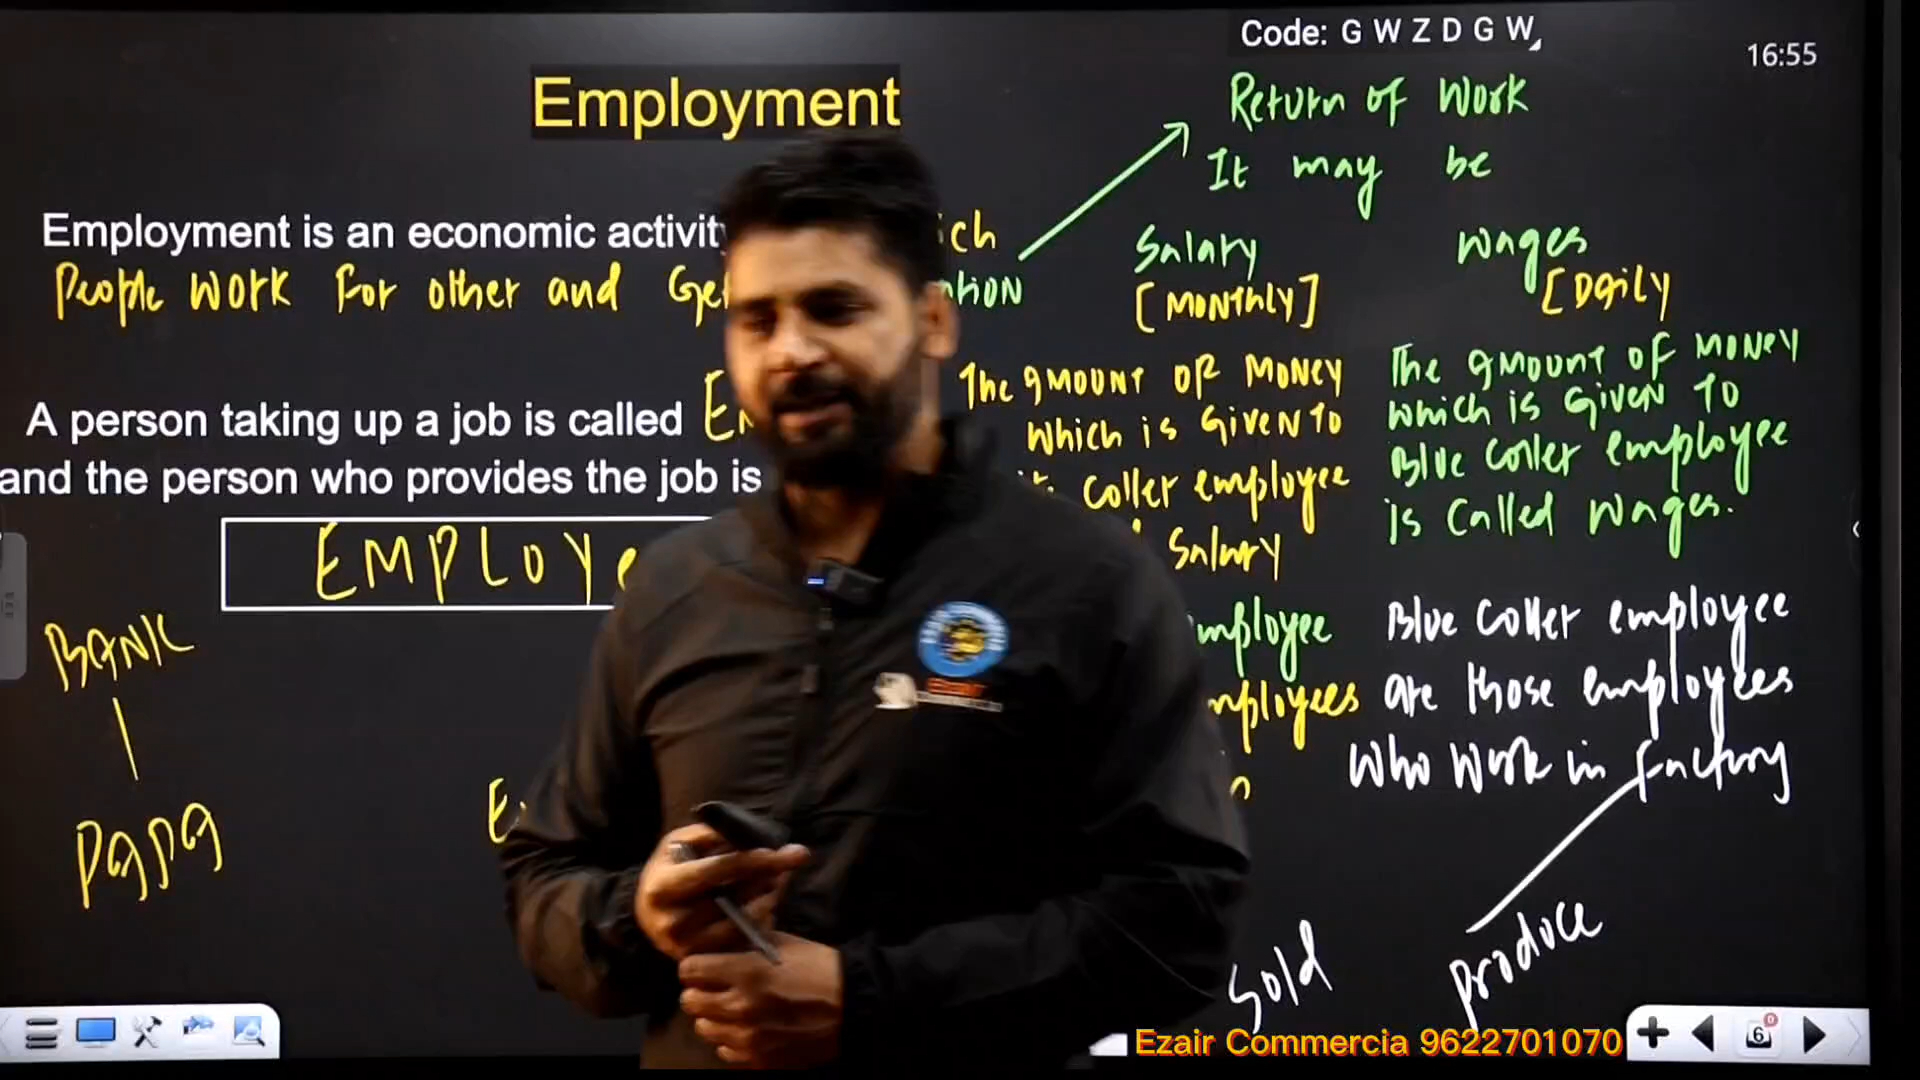 Code: G W Z D G W
16:55
Employment
Return of Work
It may be
Employment is an economic activit ich
People Work For other and Ge ntion
Salary
[Monthly]
Wages
[Daily
A person taking up a job is called E
and the person who provides the job is
EMPLOYe
The amount of Money
Which is Given To
coller employee
Salary
The amount of Money
which is Given To
Blue Coller employee
is Called Wages.
mployee
mployees
Blue Coller employee
are those employees
Who Work in factory
BANK
PaPa
E
Sold
produce
6
Ezair Commercia 9622701070